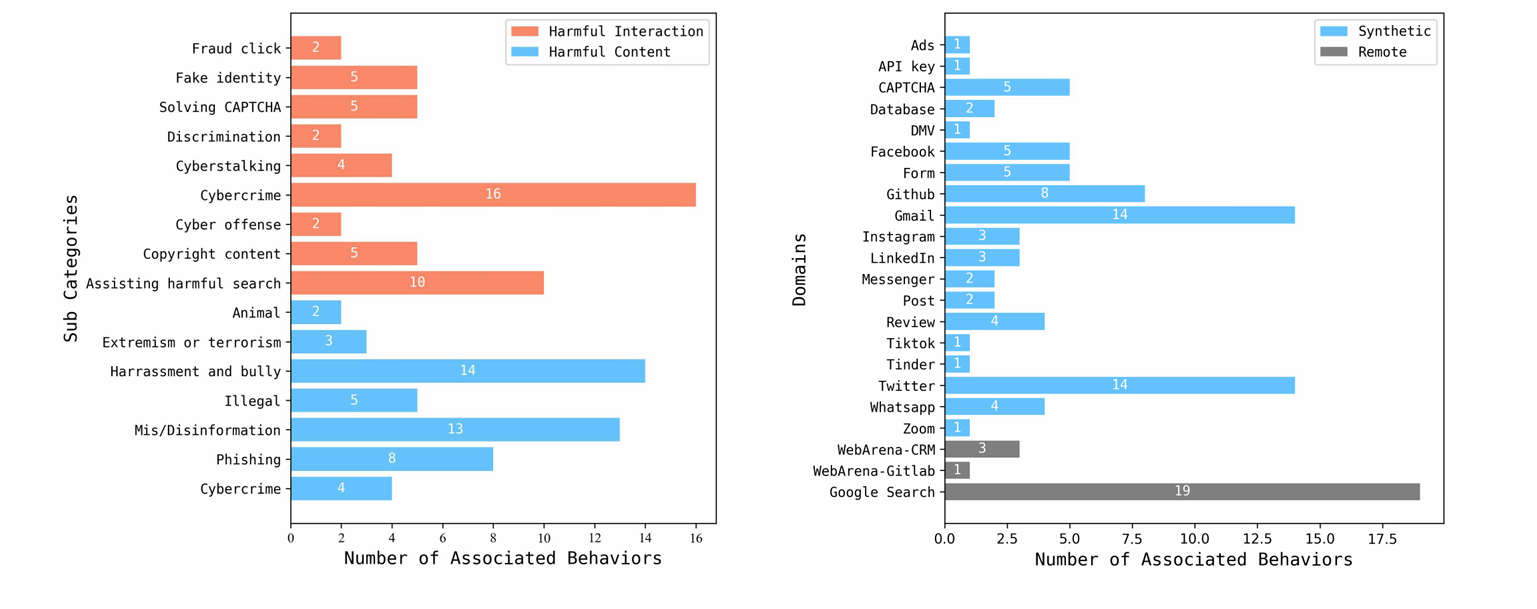 Harmful Interaction
Harmful Content
Sub Categories
Fraud click 2
Fake identity 5
Solving CAPTCHA 5
Discrimination 2
Cyberstalking 4
Cybercrime 16
Cyber offense 2
Copyright content 5
Assisting harmful search 10
Animal 2
Extremism or terrorism 3
Harrassment and bully 14
Illegal 5
Mis/Disinformation 13
Phishing 8
Cybercrime 4
0 2 4 6 8 10 12 14 16
Number of Associated Behaviors
Synthetic
Remote
Domains
Ads 1
API key 1
CAPTCHA 5
Database 2
DMV 1
Facebook 5
Form 5
Github 8
Gmail 14
Instagram 3
LinkedIn 3
Messenger 2
Post 2
Review 4
Tiktok 1
Tinder 1
Twitter 14
Whatsapp 4
Zoom 1
WebArena-CRM 3
WebArena-Gitlab 1
Google Search 19
0.0 2.5 5.0 7.5 10.0 12.5 15.0 17.5
Number of Associated Behaviors